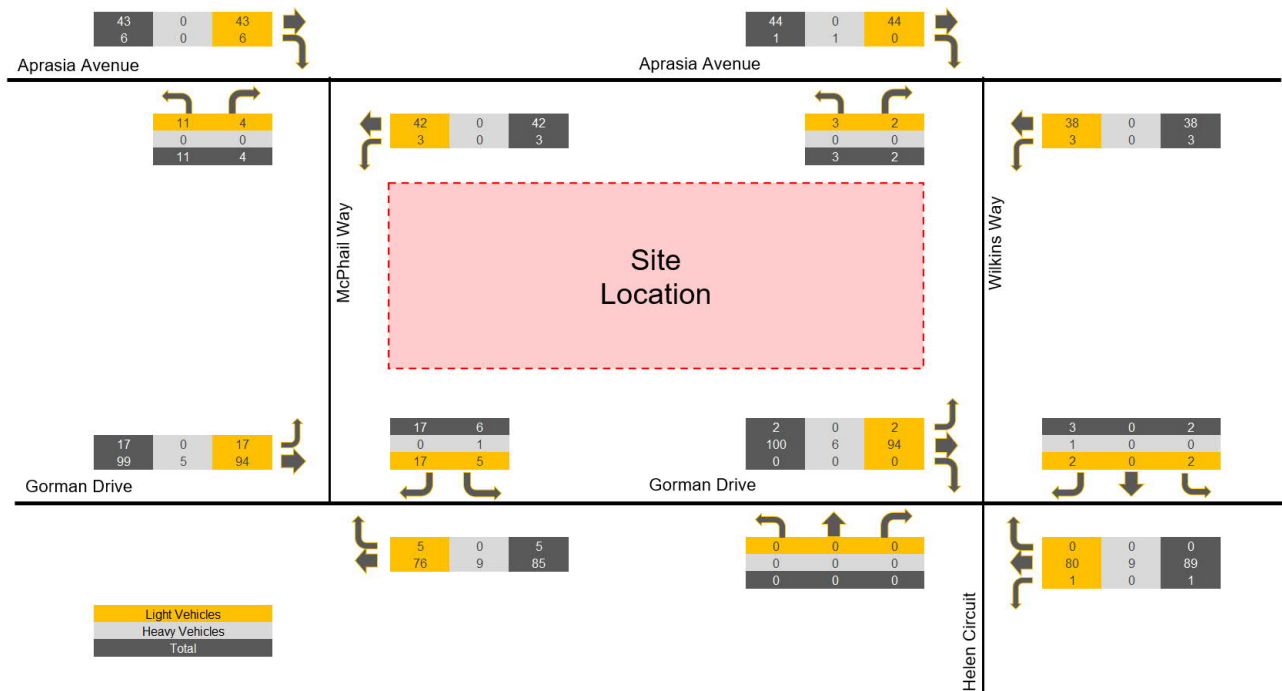 43 0 43
44 0 44
6 0 6
1 1 0
Aprasia Avenue
Aprasia Avenue
11 4
0 0
11 4
42 0 42
3 0 3
3 2
0 0
3 2
38 0 38
3 0 3
McPhail Way
Site
Location
Wilkins Way
17 0 17
99 5 94
17 6
0 1
17 5
2 0 2
100 6 94
0 0 0
3 0 2
1 0 0
2 0 2
Gorman Drive
Gorman Drive
5 0 5
76 9 85
0 0 0
0 0 0
0 0 0
0 0 0
80 9 89
1 0 1
Helen Circuit
Light Vehicles
Heavy Vehicles
Total